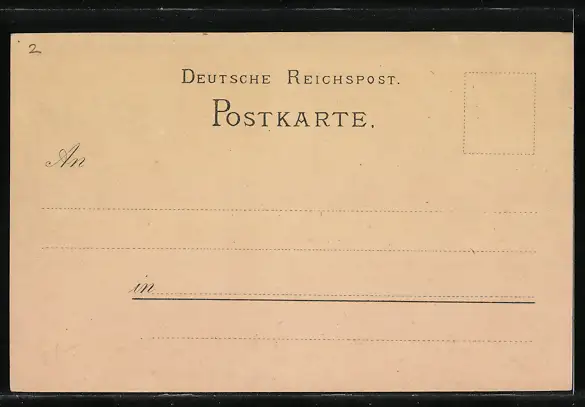 2
DEUTSCHE REICHSPOST.
POSTKARTE.
An
in